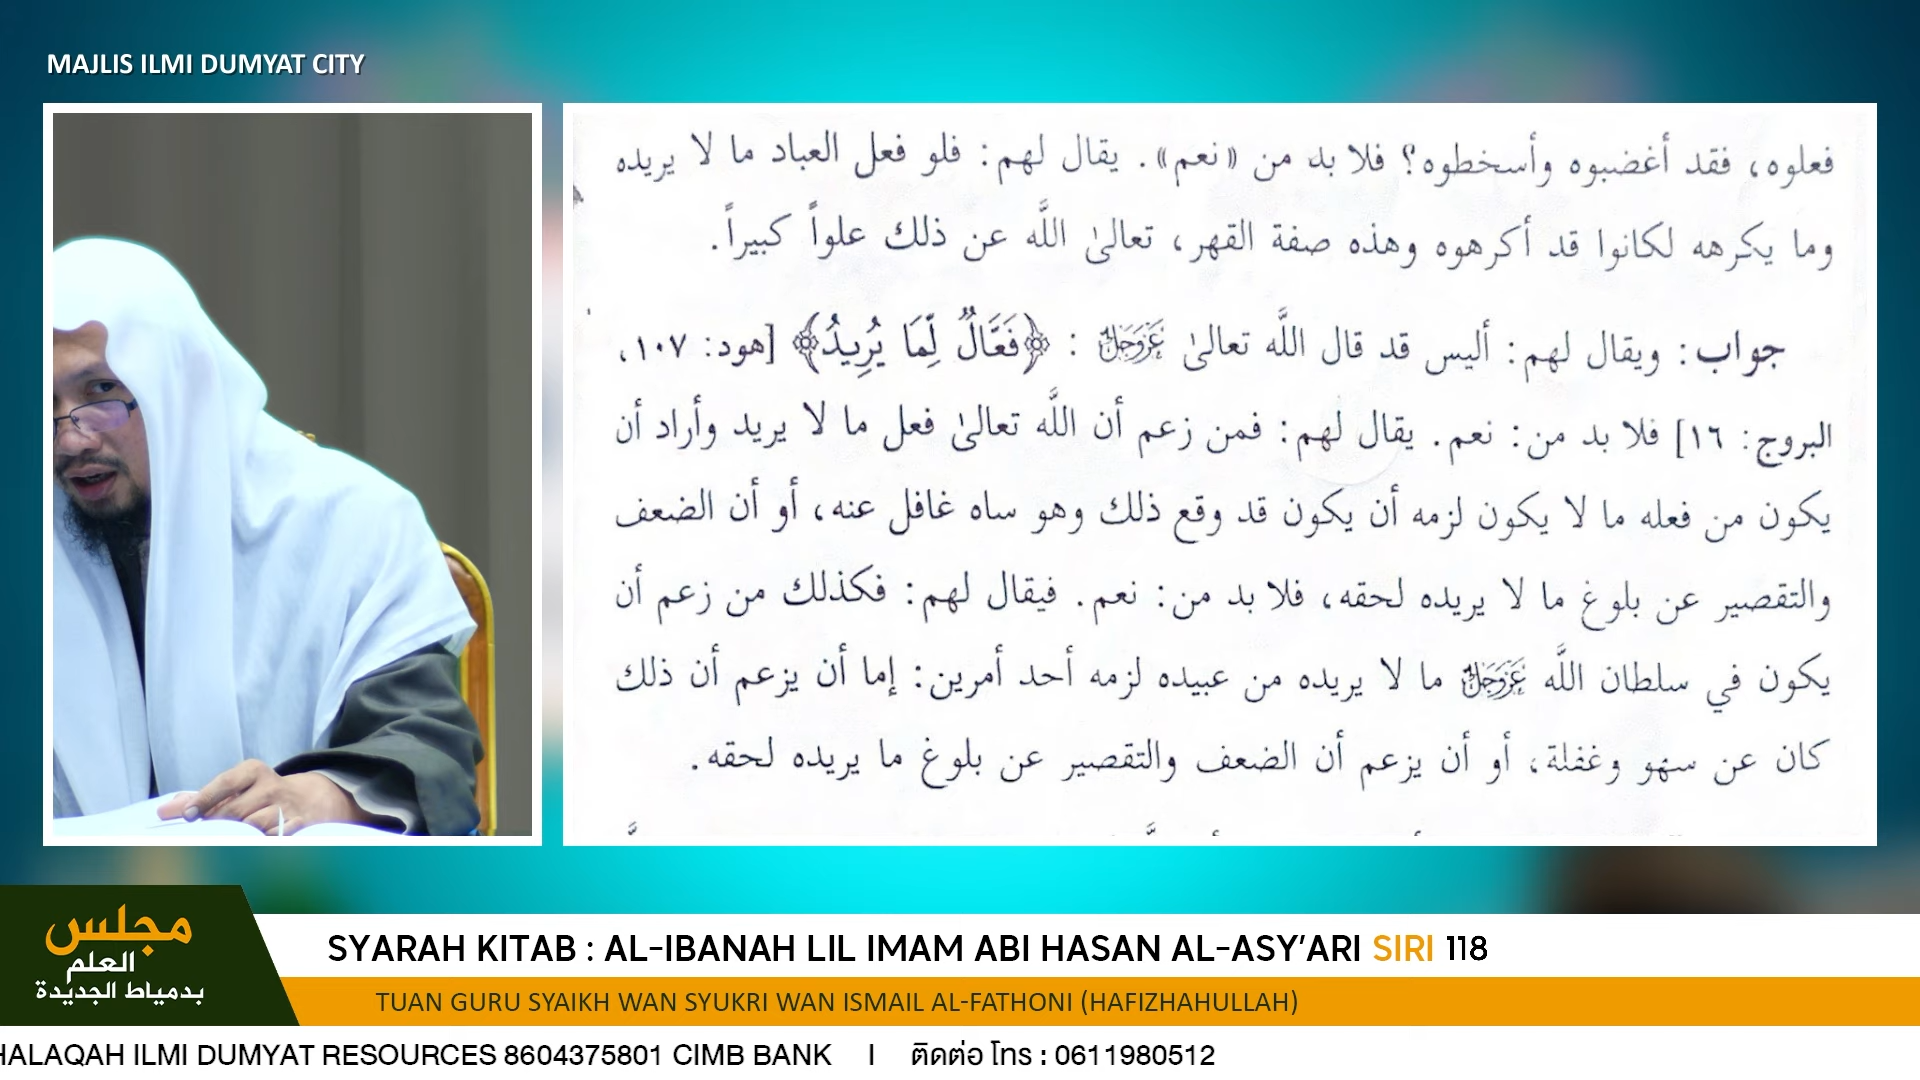 MAJLIS ILMI DUMYAT CITY
فعلوه، فقد أغضبوه وأسخطوه؟ فلا بد من «نعم». يقال لهم: فلو فعل العباد ما لا يريده
وما يكرهه لكانوا قد أكرهوه وهذه صفة القهر، تعالىٰ اللَّه عن ذلك علواً كبيراً.
جواب: ويقال لهم: أليس قد قال اللَّه تعالىٰ عَزَّوَجَلَّ: ﴿فَعَّالٌ لِّمَا يُرِيدُ﴾ [هود: ١٠٧،
البروج: ١٦] فلا بد من: نعم. يقال لهم: فمن زعم أن اللَّه تعالىٰ فعل ما لا يريد وأراد أن
يكون من فعله ما لا يكون لزمه أن يكون قد وقع ذلك وهو ساه غافل عنه، أو أن الضعف
والتقصير عن بلوغ ما لا يريده لحقه، فلا بد من: نعم. فيقال لهم: فكذلك من زعم أن
يكون في سلطان اللَّه عَزَّوَجَلَّ ما لا يريده من عبيده لزمه أحد أمرين: إما أن يزعم أن ذلك
كان عن سهو وغفلة، أو أن يزعم أن الضعف والتقصير عن بلوغ ما يريده لحقه.
مجلس
العلم
بدمياط الجديدة
SYARAH KITAB : AL-IBANAH LIL IMAM ABI HASAN AL-ASY'ARI SIRI 118
TUAN GURU SYAIKH WAN SYUKRI WAN ISMAIL AL-FATHONI (HAFIZHAHULLAH)
HALAQAH ILMI DUMYAT RESOURCES 8604375801 CIMB BANK I ติดต่อ โทร : 0611980512